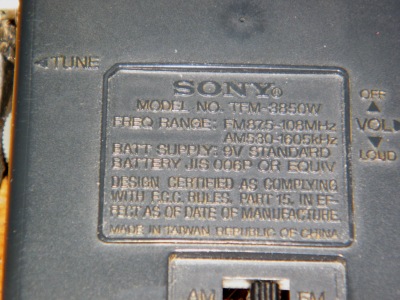 ◄TUNE
SONY®
MODEL NO. TFM-3850W
FREQ RANGE: FM87.5-108MHz
AM530-1605kHz
BATT SUPPLY: 9V STANDARD
BATTERY JIS 006P OR EQUIV
DESIGN CERTIFIED AS COMPLYING
WITH F.C.C. RULES, PART 15, IN EF-
FECT AS OF DATE OF MANUFACTURE.
MADE IN TAIWAN REPUBLIC OF CHINA
OFF
▲
VOL▶
▼
LOUD
AM FM